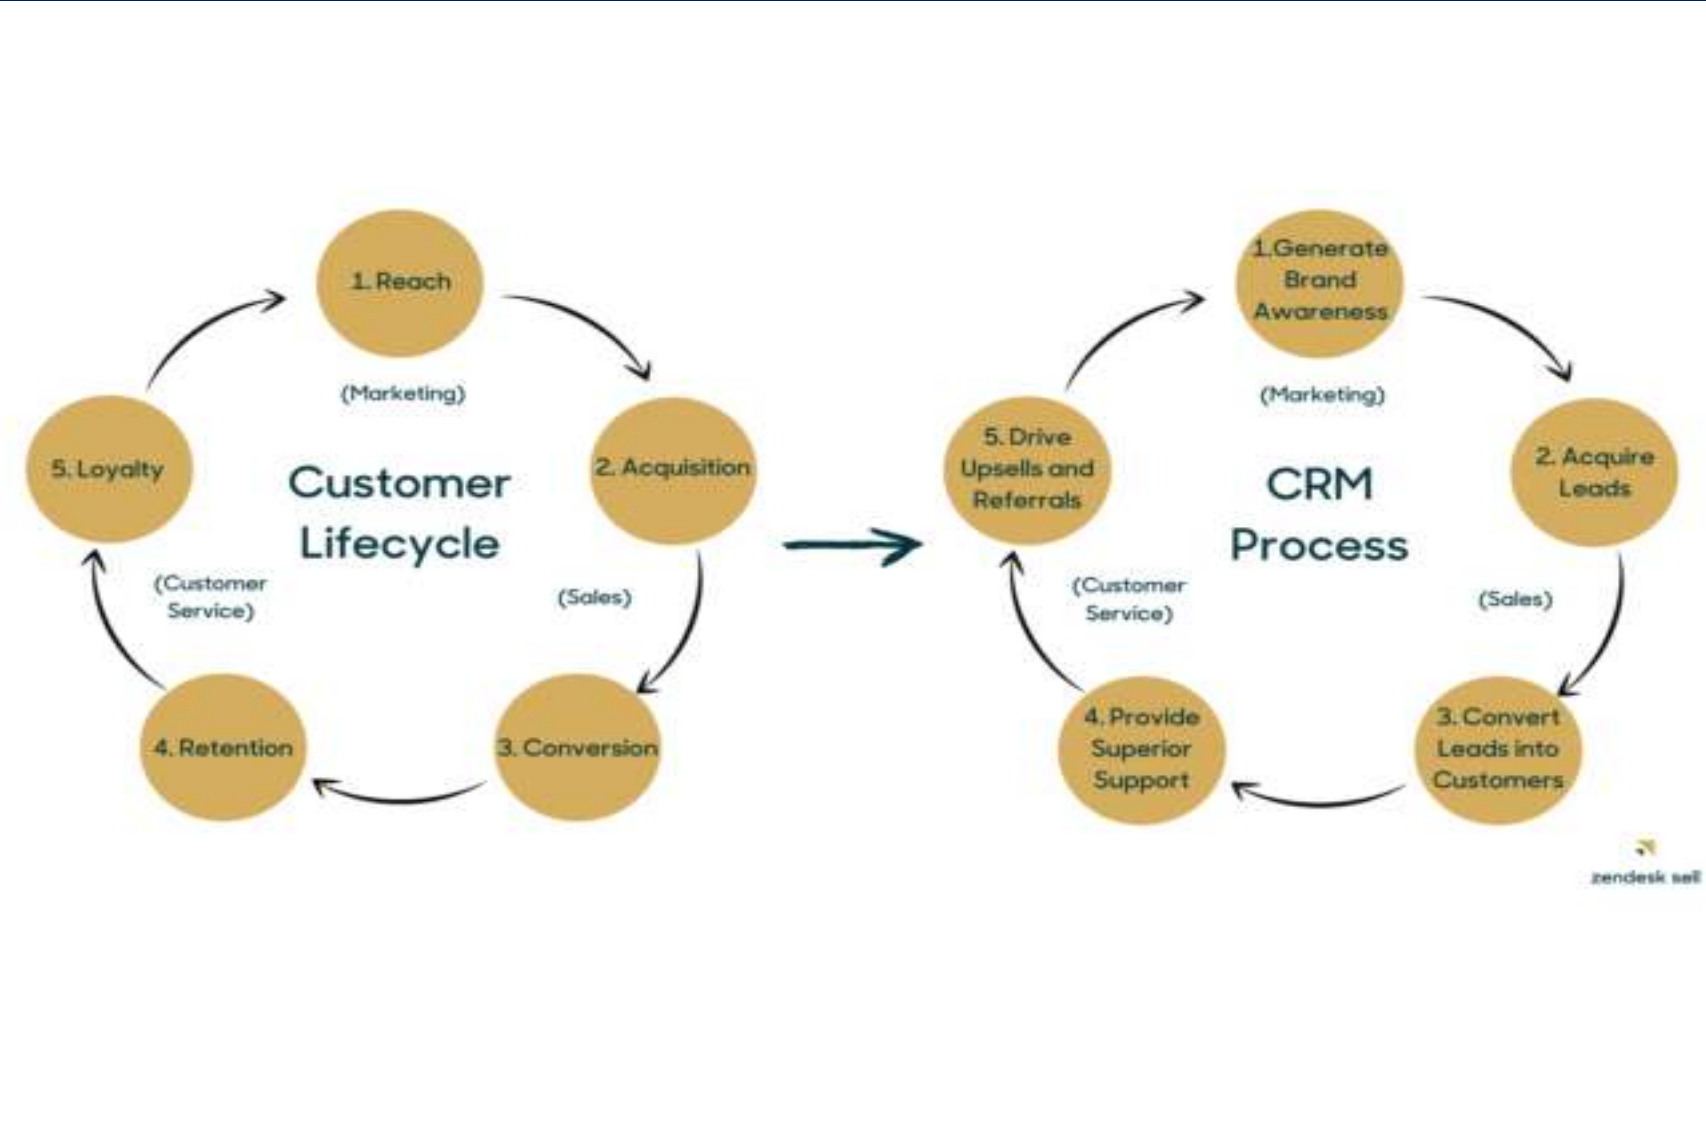 1. Reach
(Marketing)
2. Acquisition
(Sales)
3. Conversion
4. Retention
(Customer
Service)
5. Loyalty
Customer
Lifecycle
1.Generate
Brand
Awareness
(Marketing)
2. Acquire
Leads
(Sales)
3. Convert
Leads into
Customers
4. Provide
Superior
Support
(Customer
Service)
5. Drive
Upsells and
Referrals
CRM
Process
zendesk sell